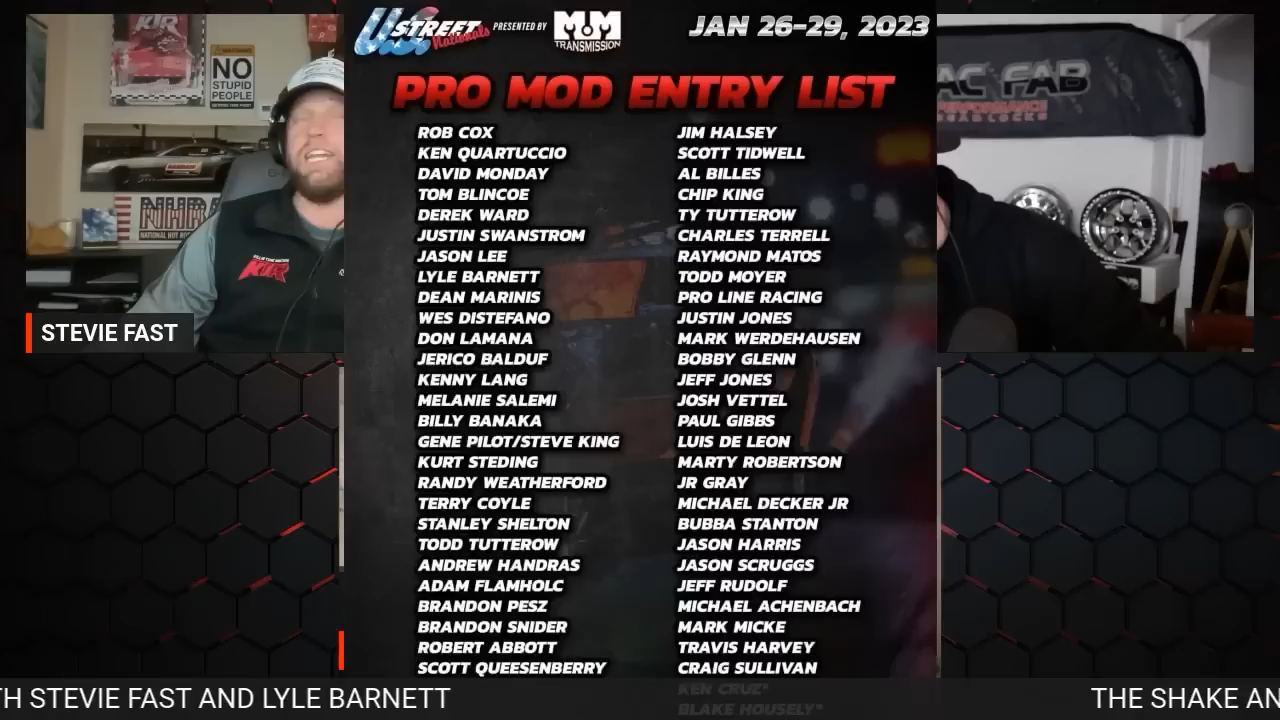 U.S. STREET Nationals
PRESENTED BY
M&M
TRANSMISSION
JAN 26-29, 2023
PRO MOD ENTRY LIST
ROB COX
KEN QUARTUCCIO
DAVID MONDAY
TOM BLINCOE
DEREK WARD
JUSTIN SWANSTROM
JASON LEE
LYLE BARNETT
DEAN MARINIS
WES DISTEFANO
DON LAMANA
JERICO BALDUF
KENNY LANG
MELANIE SALEMI
BILLY BANAKA
GENE PILOT/STEVE KING
KURT STEDING
RANDY WEATHERFORD
TERRY COYLE
STANLEY SHELTON
TODD TUTTEROW
ANDREW HANDRAS
ADAM FLAMHOLC
BRANDON PESZ
BRANDON SNIDER
ROBERT ABBOTT
SCOTT QUEESENBERRY
JIM HALSEY
SCOTT TIDWELL
AL BILLES
CHIP KING
TY TUTTEROW
CHARLES TERRELL
RAYMOND MATOS
TODD MOYER
PRO LINE RACING
JUSTIN JONES
MARK WERDEHAUSEN
BOBBY GLENN
JEFF JONES
JOSH VETTEL
PAUL GIBBS
LUIS DE LEON
MARTY ROBERTSON
JR GRAY
MICHAEL DECKER JR
BUBBA STANTON
JASON HARRIS
JASON SCRUGGS
JEFF RUDOLF
MICHAEL ACHENBACH
MARK MICKE
TRAVIS HARVEY
CRAIG SULLIVAN
KEN CRUZ*
BLAKE HOUSELY*
KTR
NO
STUPID
PEOPLE
NHRA
KTR
STEVIE FAST
AC FAB
PERFORMANCE
BEADLOCKS
TH STEVIE FAST AND LYLE BARNETT
THE SHAKE AN